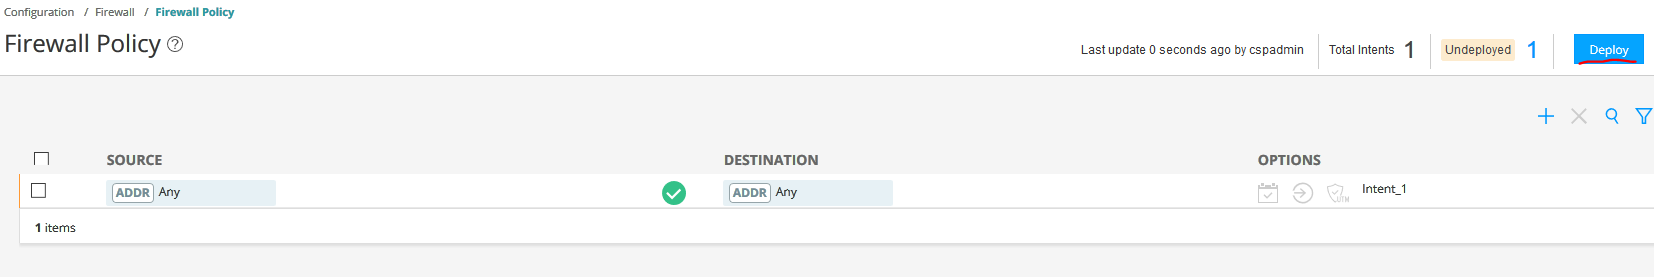 Configuration / Firewall / Firewall Policy
Firewall Policy ?
Last update 0 seconds ago by cspadmin Total Intents 1 Undeployed 1 Deploy
SOURCE DESTINATION OPTIONS
ADDR Any ADDR Any UTM Intent_1
1 items